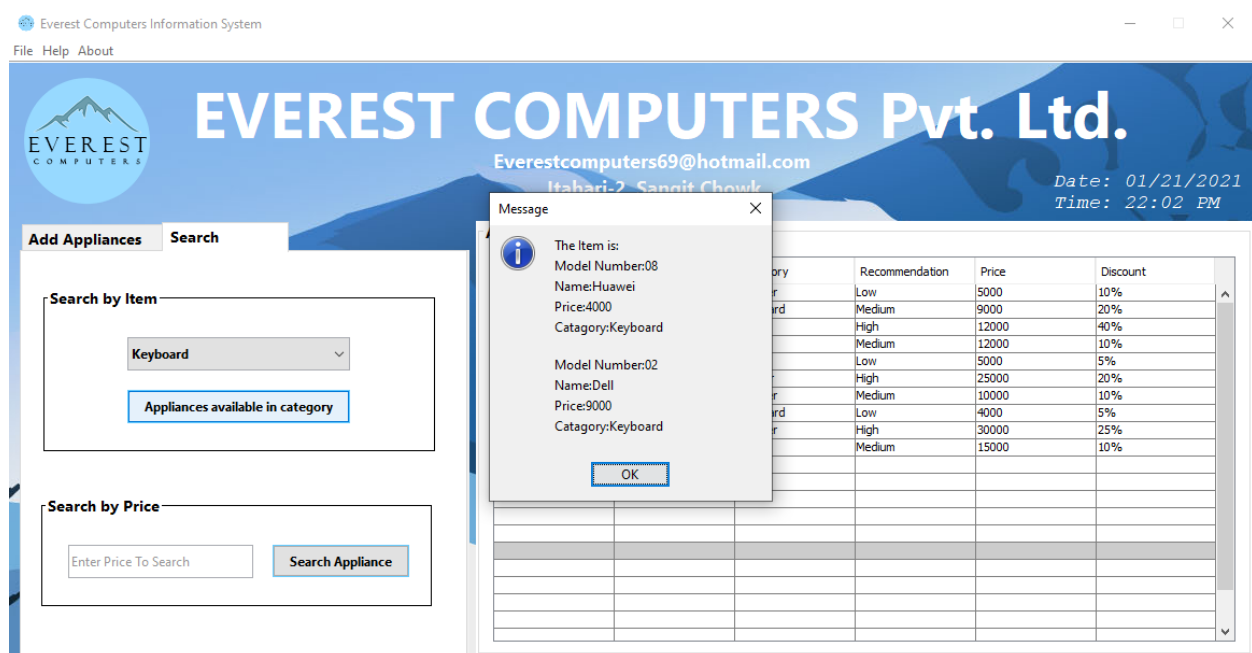 Everest Computers Information System
File Help About
EVEREST
COMPUTERS
EVEREST COMPUTERS Pvt. Ltd.
Everestcomputers69@hotmail.com
Itahari-2, Sangit Chowk
Date: 01/21/2021
Time: 22:02 PM
Add Appliances Search
Search by Item
Keyboard
Appliances available in category
Search by Price
Enter Price To Search Search Appliance
Message
The Item is:
Model Number:08
Name:Huawei
Price:4000
Catagory:Keyboard
Model Number:02
Name:Dell
Price:9000
Catagory:Keyboard
OK
Recommendation Price Discount
Low 5000 10%
Medium 9000 20%
High 12000 40%
Medium 12000 10%
Low 5000 5%
High 25000 20%
Medium 10000 10%
Low 4000 5%
High 30000 25%
Medium 15000 10%